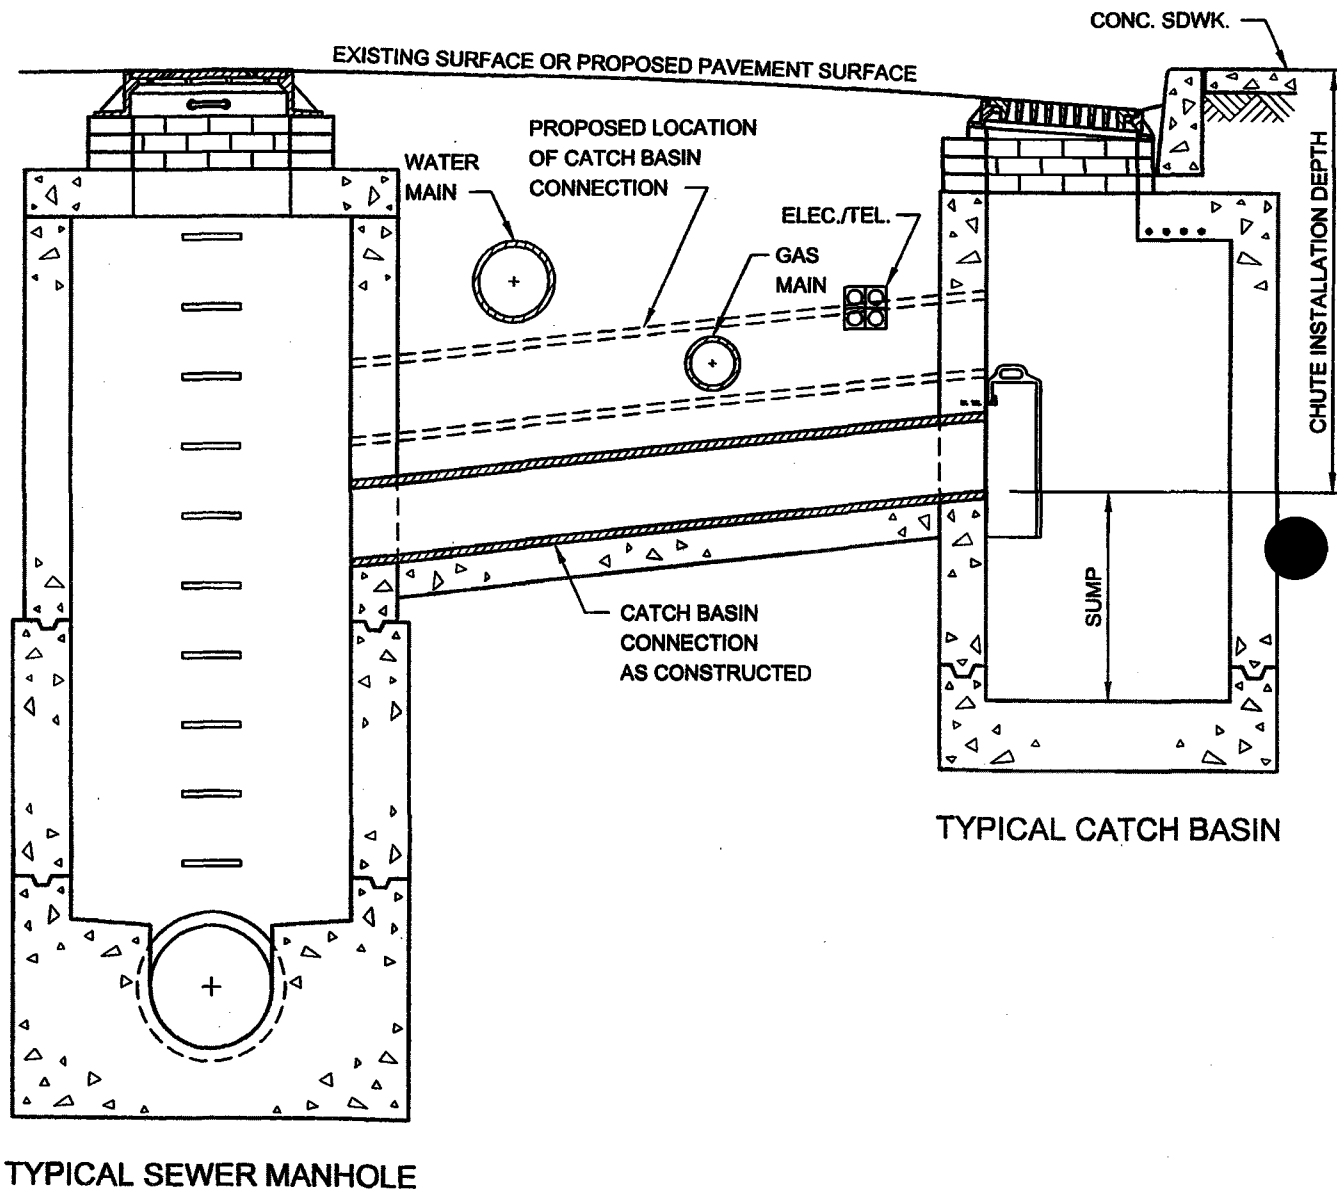 CONC. SDWK.
EXISTING SURFACE OR PROPOSED PAVEMENT SURFACE
PROPOSED LOCATION
OF CATCH BASIN
CONNECTION
WATER
MAIN
ELEC./TEL.
GAS
MAIN
CHUTE INSTALLATION DEPTH
SUMP
CATCH BASIN
CONNECTION
AS CONSTRUCTED
TYPICAL CATCH BASIN
TYPICAL SEWER MANHOLE